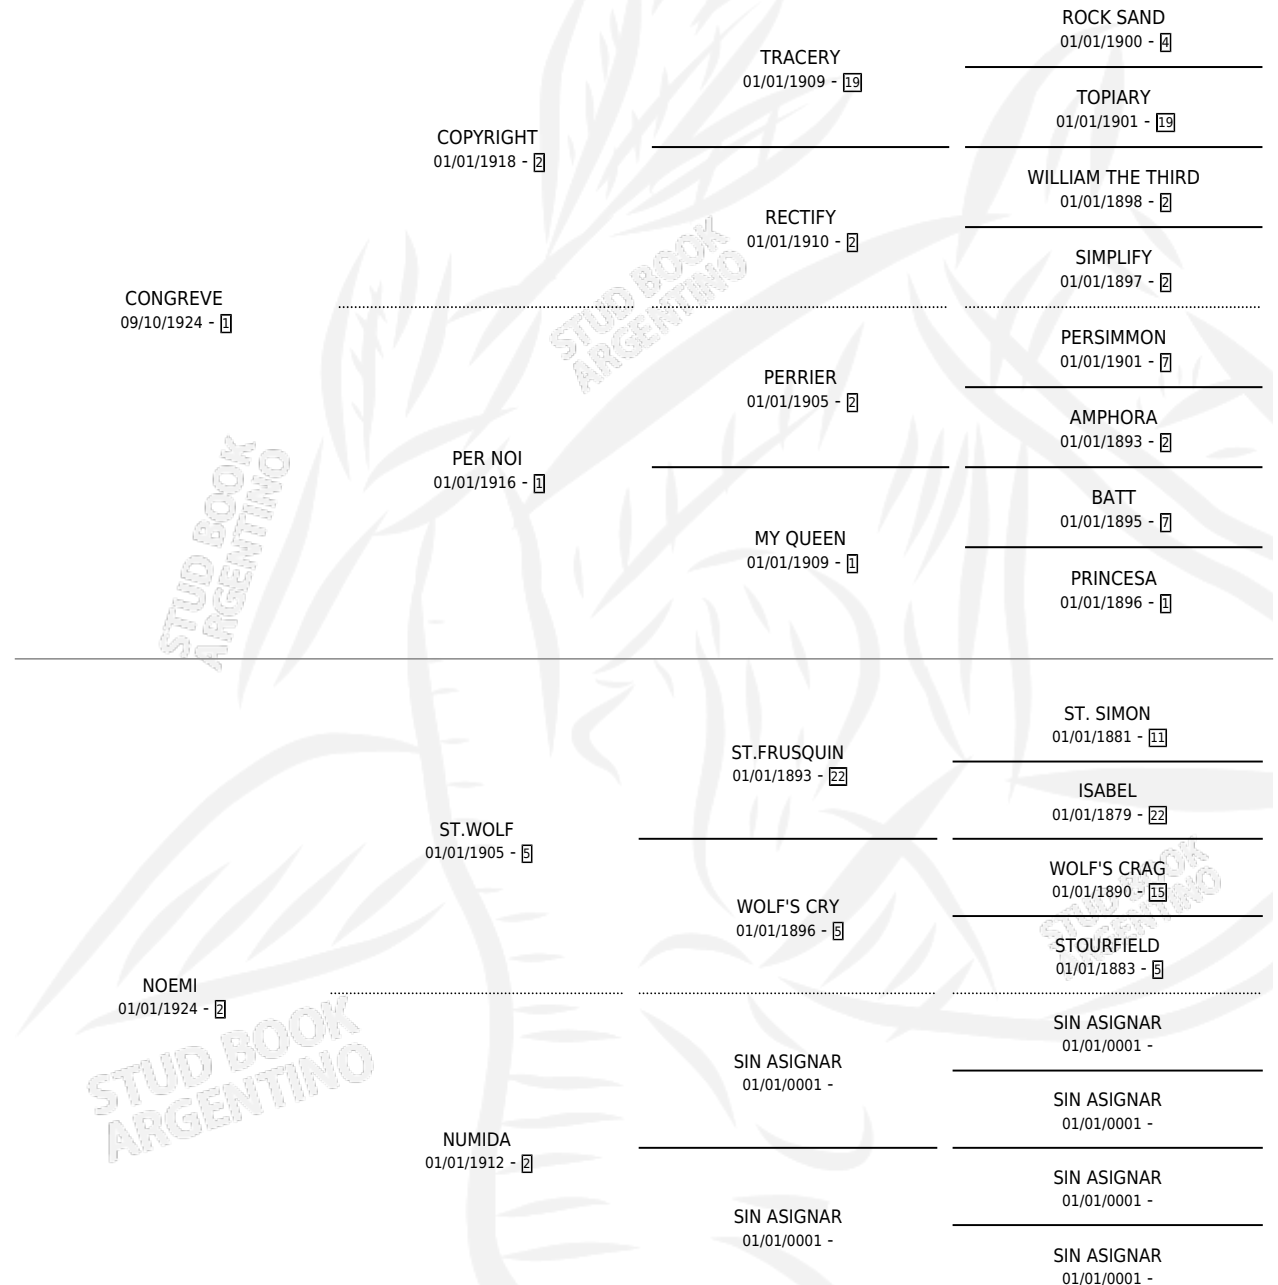 ROCK SAND
01/01/1900 - 4
TRACERY
01/01/1909 - 19
TOPIARY
01/01/1901 - 19
COPYRIGHT
01/01/1918 - 2
WILLIAM THE THIRD
01/01/1898 - 2
RECTIFY
01/01/1910 - 2
SIMPLIFY
01/01/1897 - 2
CONGREVE
09/10/1924 - 1
PERSIMMON
01/01/1901 - 7
PERRIER
01/01/1905 - 2
AMPHORA
01/01/1893 - 2
PER NOI
01/01/1916 - 1
BATT
01/01/1895 - 7
MY QUEEN
01/01/1909 - 1
PRINCESA
01/01/1896 - 1
STUD BOOK
ARGENTINO
STUD BOOK
ARGENTINO
ST. SIMON
01/01/1881 - 11
ST.FRUSQUIN
01/01/1893 - 22
ISABEL
01/01/1879 - 22
ST.WOLF
01/01/1905 - 5
WOLF'S CRAG
01/01/1890 - 15
WOLF'S CRY
01/01/1896 - 5
STOURFIELD
01/01/1883 - 5
NOEMI
01/01/1924 - 2
SIN ASIGNAR
01/01/0001 -
SIN ASIGNAR
01/01/0001 -
SIN ASIGNAR
01/01/0001 -
NUMIDA
01/01/1912 - 2
SIN ASIGNAR
01/01/0001 -
SIN ASIGNAR
01/01/0001 -
SIN ASIGNAR
01/01/0001 -
STUD BOOK
ARGENTINO
STUD BOOK
ARGENTINO